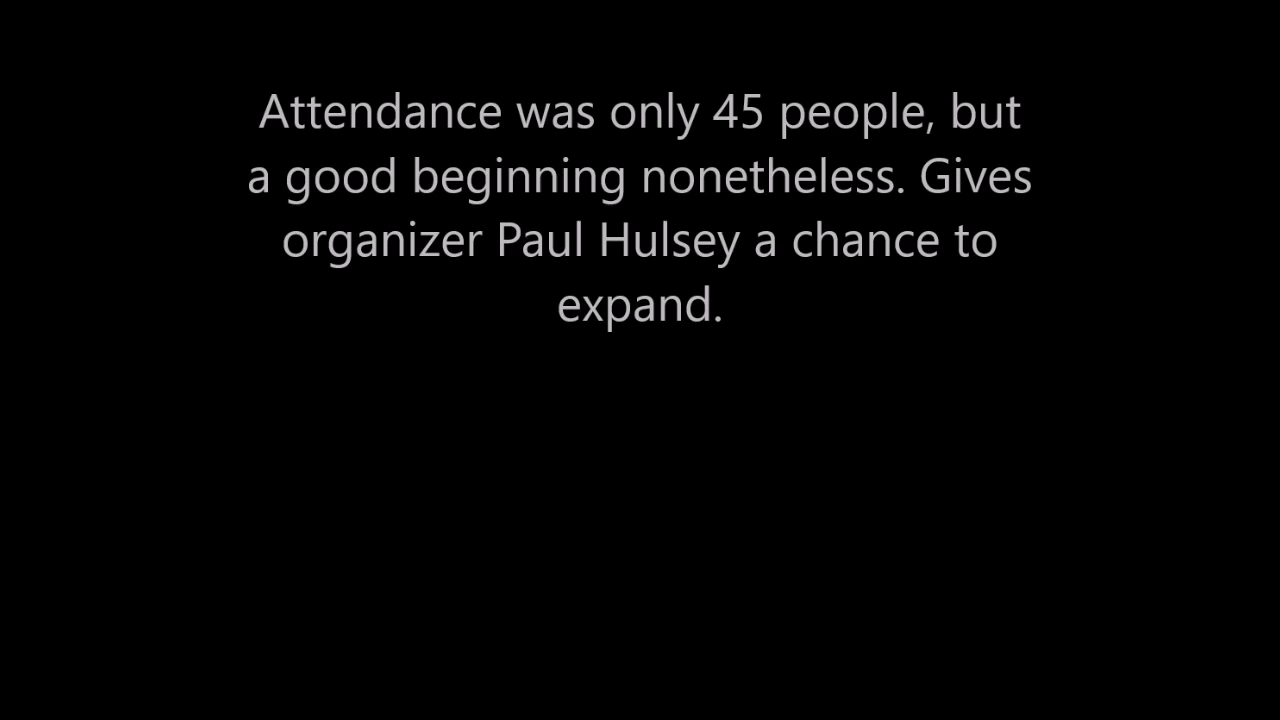 Attendance was only 45 people, but
a good beginning nonetheless. Gives
organizer Paul Hulsey a chance to
expand.